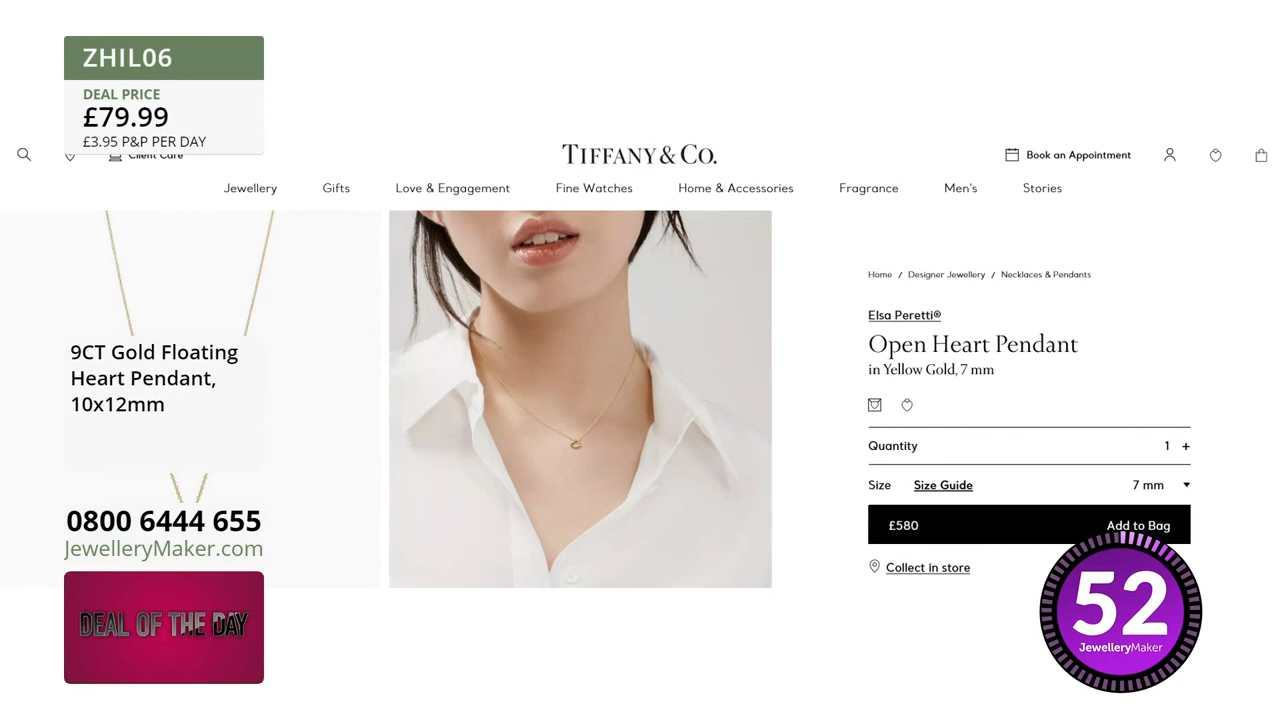 ZHIL06
DEAL PRICE
£79.99
£3.95 P&P PER DAY
Client Care
TIFFANY & CO.
Book an Appointment
Jewellery Gifts Love & Engagement Fine Watches Home & Accessories Fragrance Men's Stories
Home / Designer Jewellery / Necklaces & Pendants
Elsa Peretti®
Open Heart Pendant
in Yellow Gold, 7 mm
Quantity 1 +
Size Size Guide 7 mm
£580 Add to Bag
Collect in store
9CT Gold Floating
Heart Pendant,
10x12mm
0800 6444 655
JewelleryMaker.com
DEAL OF THE DAY
52
JewelleryMaker